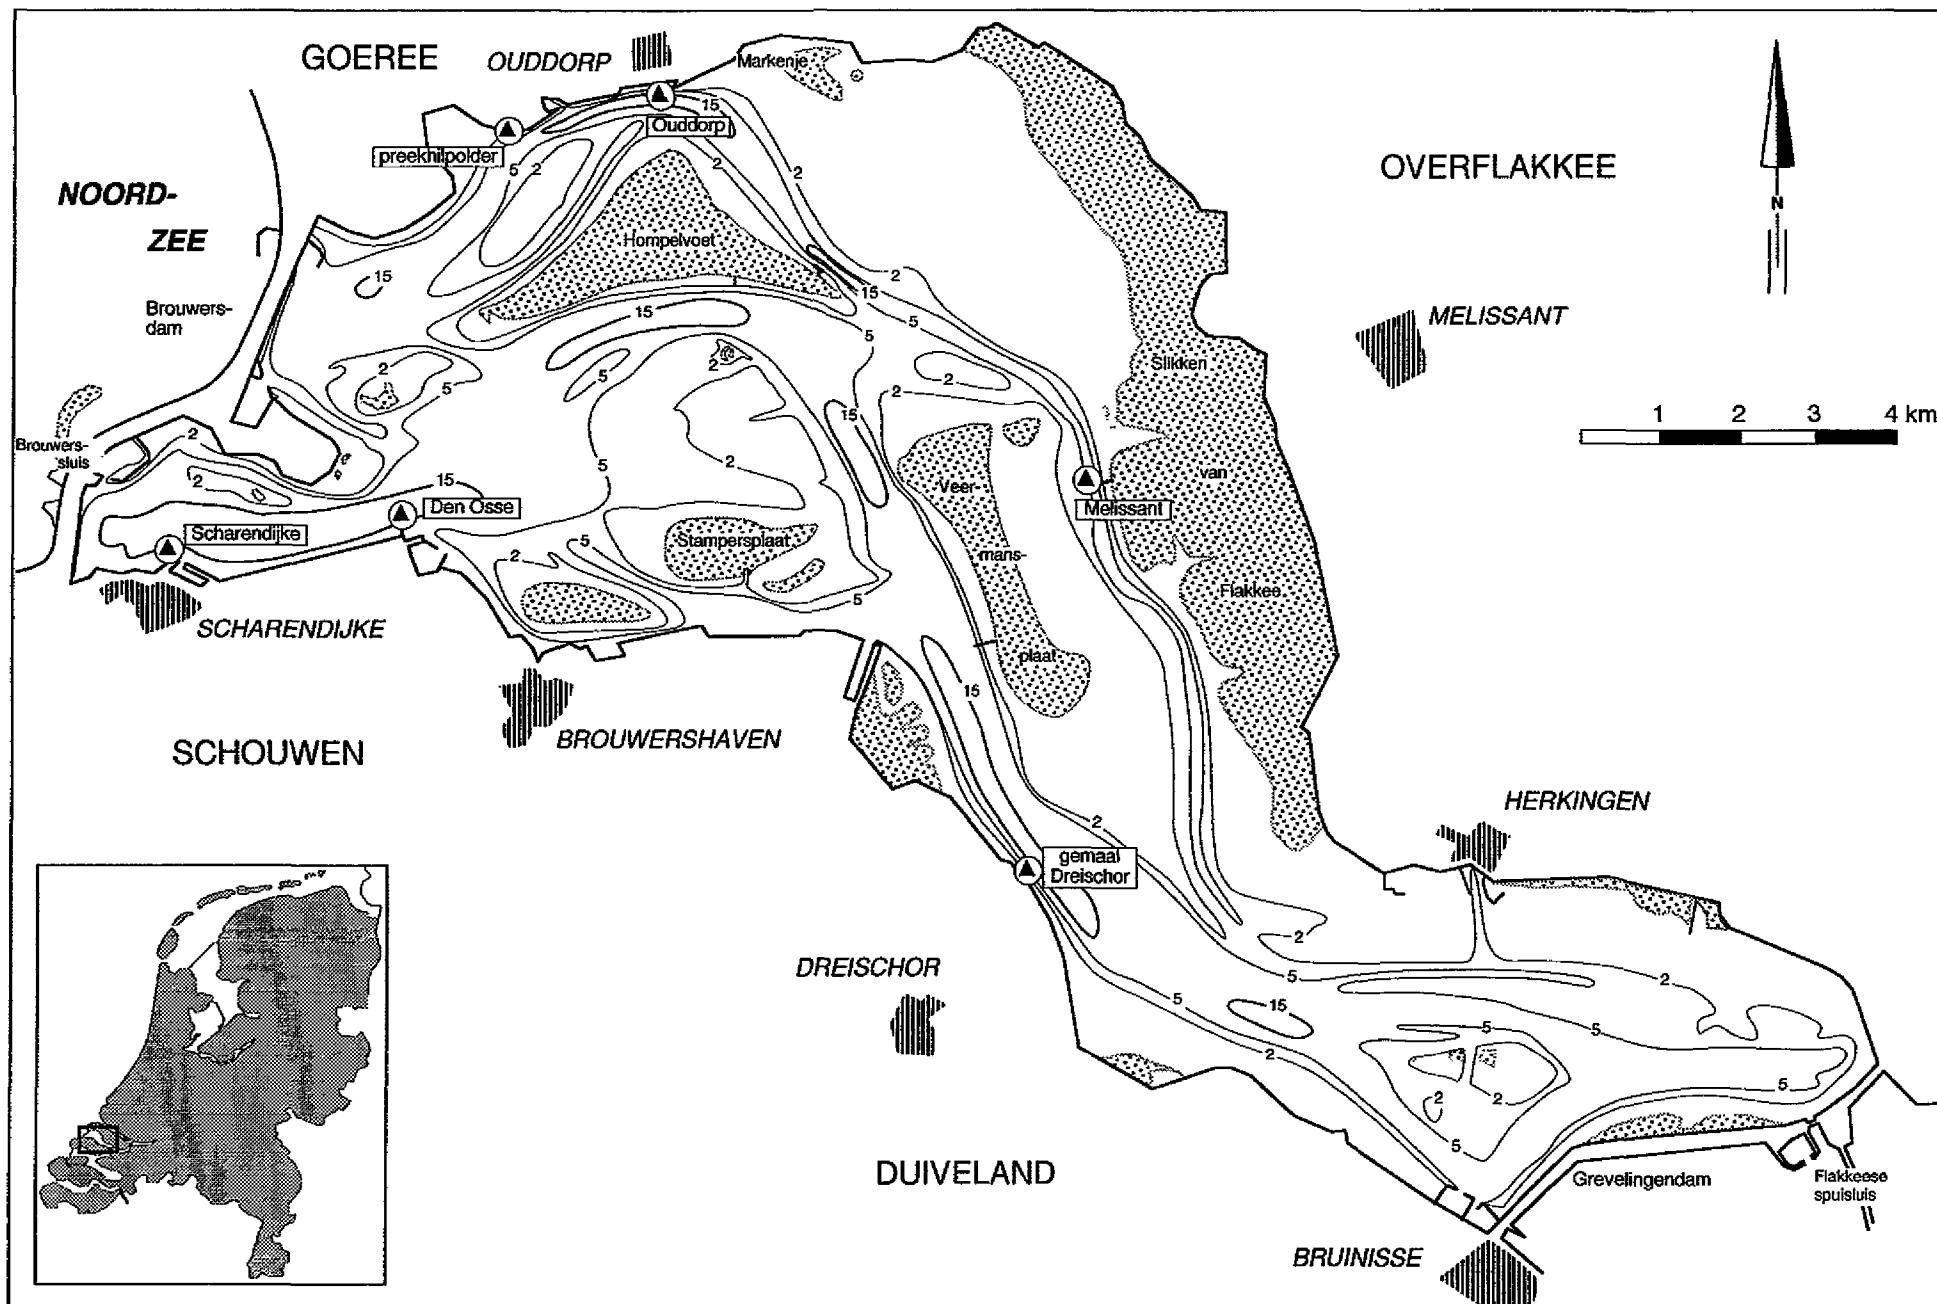 GOEREE
OUDDORP
Markenje
15
Ouddorp
preekhilpolder
OVERFLAKKEE
N
NOORD-
ZEE
5
2
2
2
Hompelvoet
15
Brouwers-
dam
2
15
15
5
MELISSANT
5
Slikken
2
5
5
2
2
2
15
1 2 3 4 km
Brouwers-
sluis
2
2
15
5
2
Veer-
van
Den Osse
Melissant
Scharendijke
Stampersplaat
2
5
mans-
Flakkee
5
SCHARENDIJKE
5
plaat
15
BROUWERSHAVEN
SCHOUWEN
HERKINGEN
2
gemaal
Dreischor
2
DREISCHOR
5
2
5
15
5
5
2
5
2
2
5
DUIVELAND
Grevelingendam
Flakkeese
spuisluis
BRUINISSE